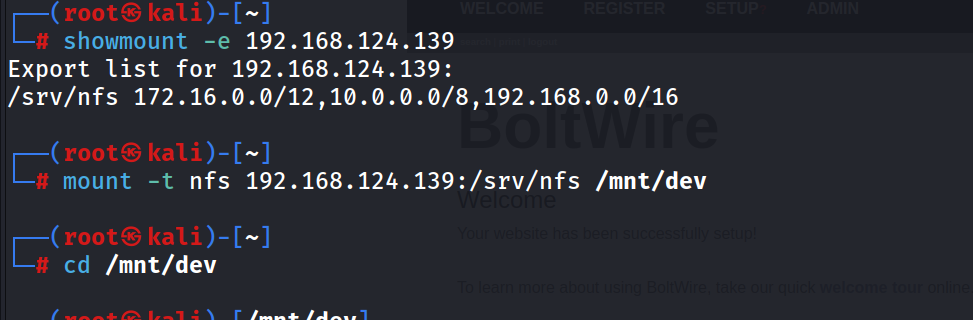 WELCOME REGISTER SETUP ADMIN
┌──(root㉿kali)-[~]
└─# showmount -e 192.168.124.139
Export list for 192.168.124.139:
/srv/nfs 172.16.0.0/12,10.0.0.0/8,192.168.0.0/16
BoltWire
┌──(root㉿kali)-[~]
└─# mount -t nfs 192.168.124.139:/srv/nfs /mnt/dev
Welcome
Your website has been successfully setup!
┌──(root㉿kali)-[~]
└─# cd /mnt/dev
To learn more about using BoltWire, take our quick welcome tour online
┌──(root㉿kali)-[/mnt/dev]